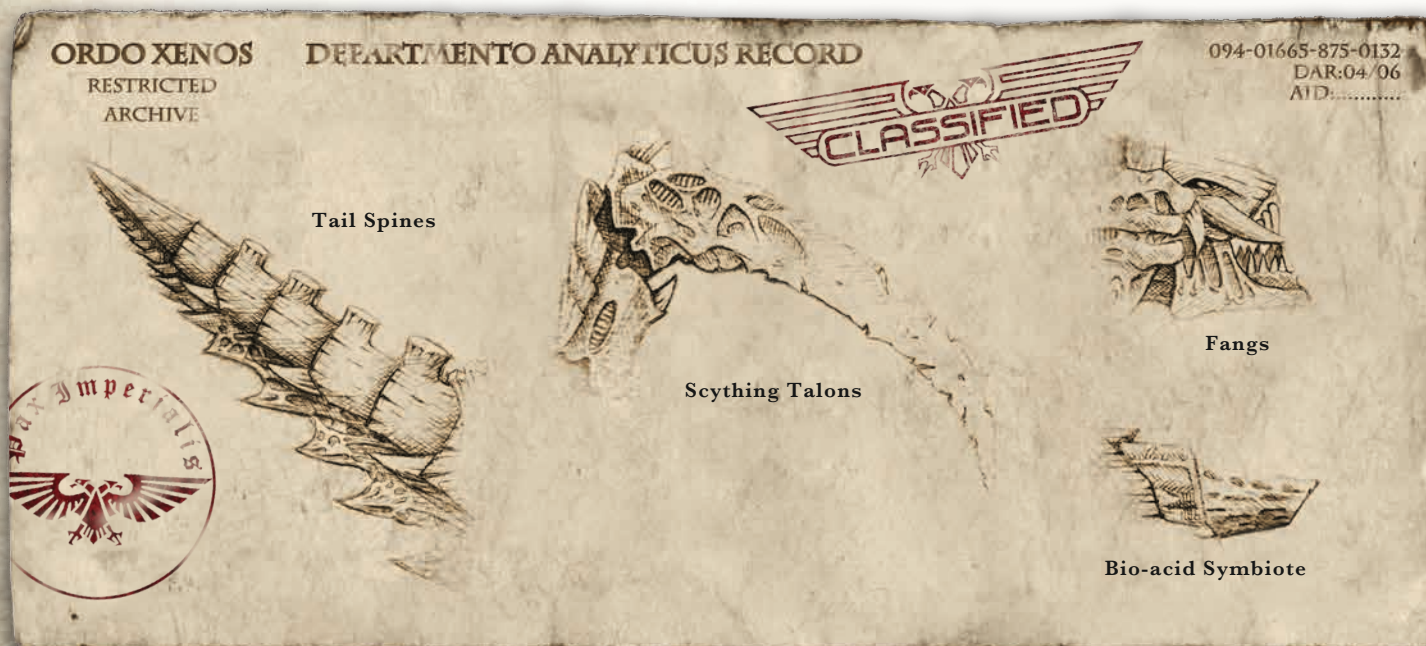 ORDO XENOS
RESTRICTED
ARCHIVE
DEPARTMENTO ANALYTICUS RECORD
CLASSIFIED
094-01665-875-0132
DAR:04/06
AID:............
Tail Spines
Scything Talons
Fangs
Pax Imperialis
Bio-acid Symbiote